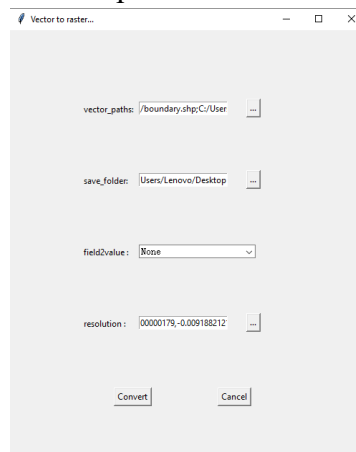 Vector to raster...
vector_paths: /boundary.shp;C:/User ...
save_folder: Users/Lenovo/Desktop ...
field2value : None
resolution : 00000179,-0.009188212 ...
Convert Cancel